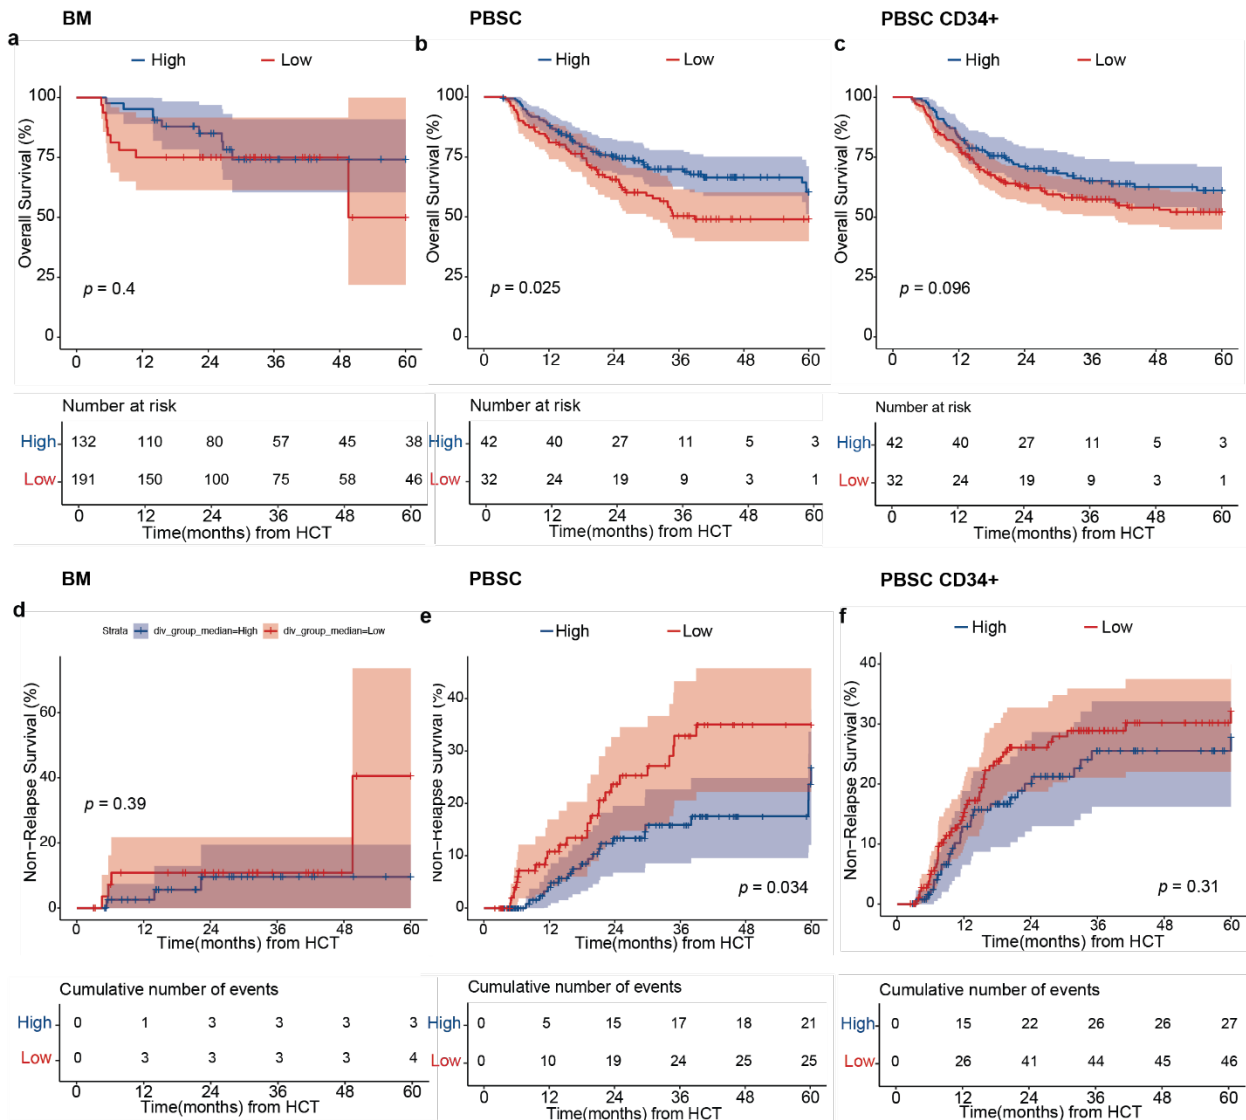 BM
PBSC
PBSC CD34+
a
High
Low
Overall Survival (%)
100
75
50
25
0
p = 0.4
0 12 24 36 48 60
b
High
Low
Overall Survival (%)
100
75
50
25
0
p = 0.025
0 12 24 36 48 60
c
High
Low
Overall Survival (%)
100
75
50
25
0
p = 0.096
0 12 24 36 48 60
Number at risk
High 132 110 80 57 45 38
Low 191 150 100 75 58 46
0 12 24 36 48 60
Time(months) from HCT
Number at risk
High 42 40 27 11 5 3
Low 32 24 19 9 3 1
0 12 24 36 48 60
Time(months) from HCT
Number at risk
High 42 40 27 11 5 3
Low 32 24 19 9 3 1
0 12 24 36 48 60
Time(months) from HCT
BM
PBSC
PBSC CD34+
d
Strata div_group_median=High div_group_median=Low
Non−Relapse Survival (%)
60
40
20
0
p = 0.39
0 12 24 36 48 60
Time(months) from HCT
e
High
Low
Non−Relapse Survival (%)
40
30
20
10
0
p = 0.034
0 12 24 36 48 60
Time(months) from HCT
f
High
Low
Non−Relapse Survival (%)
40
30
20
10
0
p = 0.31
0 12 24 36 48 60
Time(months) from HCT
Cumulative number of events
High 0 1 3 3 3 3
Low 0 3 3 3 3 4
0 12 24 36 48 60
Time(months) from HCT
Cumulative number of events
High 0 5 15 17 18 21
Low 0 10 19 24 25 25
0 12 24 36 48 60
Time(months) from HCT
Cumulative number of events
High 0 15 22 26 26 27
Low 0 26 41 44 45 46
0 12 24 36 48 60
Time(months) from HCT